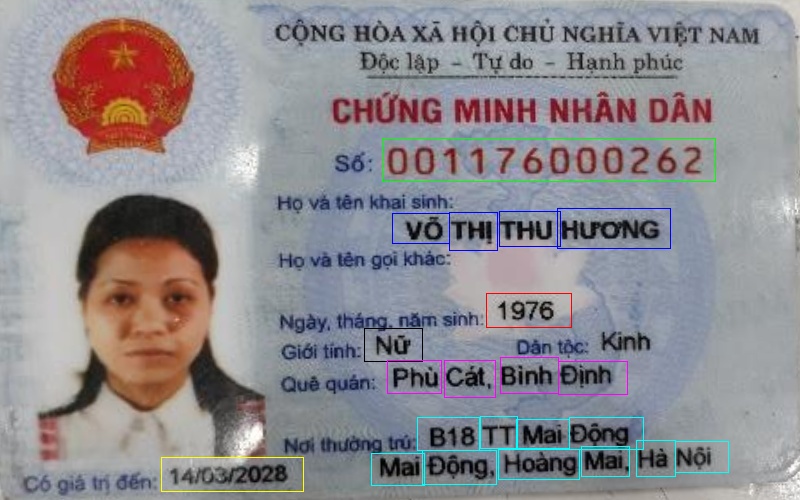 CỘNG HÒA XÃ HỘI CHỦ NGHĨA VIỆT NAM
Độc lập - Tự do - Hạnh phúc
CHỨNG MINH NHÂN DÂN
Số: 001176000262
Họ và tên khai sinh:
VÕ THỊ THU HƯƠNG
Họ và tên gọi khác:
Ngày, tháng, năm sinh: 1976
Giới tính: Nữ Dân tộc: Kinh
Quê quán: Phù Cát, Bình Định
Nơi thường trú: B18 TT Mai Động
Mai Động, Hoàng Mai, Hà Nội
Có giá trị đến: 14/03/2028